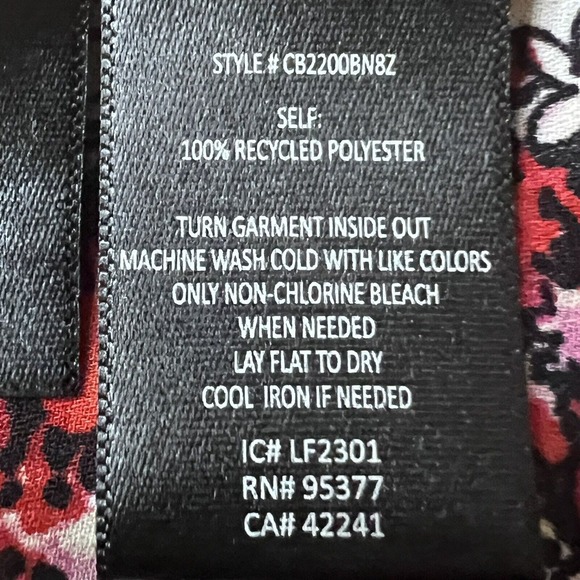 STYLE # CB2200BN8Z
SELF:
100% RECYCLED POLYESTER
TURN GARMENT INSIDE OUT
MACHINE WASH COLD WITH LIKE COLORS
ONLY NON-CHLORINE BLEACH
WHEN NEEDED
LAY FLAT TO DRY
COOL IRON IF NEEDED
IC# LF2301
RN# 95377
CA# 42241